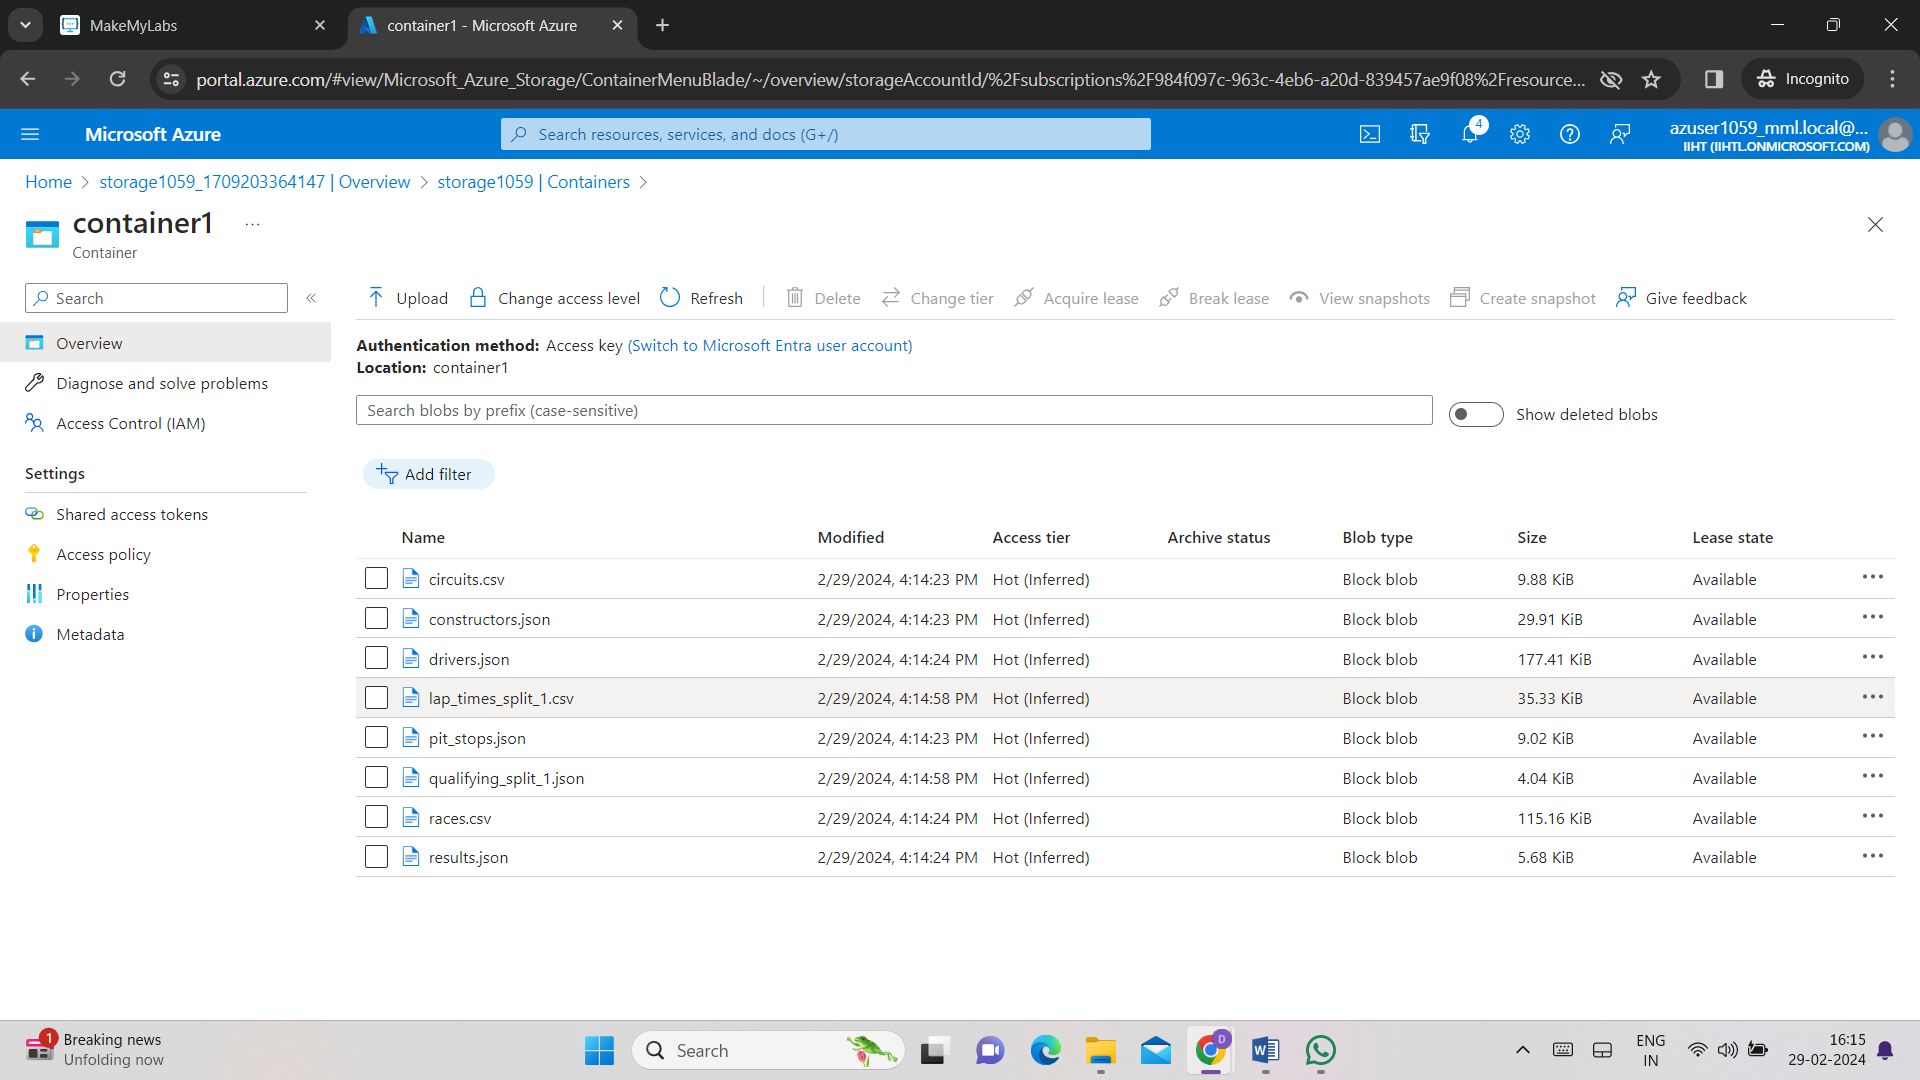 MakeMyLabs
container1 - Microsoft Azure
portal.azure.com/#view/Microsoft_Azure_Storage/ContainerMenuBlade/~/overview/storageAccountId/%2Fsubscriptions%2F984f097c-963c-4eb6-a20d-839457ae9f08%2Fresource...
Incognito
Microsoft Azure
Search resources, services, and docs (G+/)
4
azuser1059_mml.local@...
IIHT (IIHTL.ONMICROSOFT.COM)
Home > storage1059_1709203364147 | Overview > storage1059 | Containers >
container1 ...
Container
Search
«
Upload Change access level Refresh Delete Change tier Acquire lease Break lease View snapshots Create snapshot Give feedback
Overview
Diagnose and solve problems
Access Control (IAM)
Settings
Shared access tokens
Access policy
Properties
Metadata
Authentication method: Access key (Switch to Microsoft Entra user account)
Location: container1
Search blobs by prefix (case-sensitive)
Show deleted blobs
Add filter
Name Modified Access tier Archive status Blob type Size Lease state
circuits.csv 2/29/2024, 4:14:23 PM Hot (Inferred) Block blob 9.88 KiB Available ...
constructors.json 2/29/2024, 4:14:23 PM Hot (Inferred) Block blob 29.91 KiB Available ...
drivers.json 2/29/2024, 4:14:24 PM Hot (Inferred) Block blob 177.41 KiB Available ...
lap_times_split_1.csv 2/29/2024, 4:14:58 PM Hot (Inferred) Block blob 35.33 KiB Available ...
pit_stops.json 2/29/2024, 4:14:23 PM Hot (Inferred) Block blob 9.02 KiB Available ...
qualifying_split_1.json 2/29/2024, 4:14:58 PM Hot (Inferred) Block blob 4.04 KiB Available ...
races.csv 2/29/2024, 4:14:24 PM Hot (Inferred) Block blob 115.16 KiB Available ...
results.json 2/29/2024, 4:14:24 PM Hot (Inferred) Block blob 5.68 KiB Available ...
1
Breaking news
Unfolding now
Search
D
ENG
IN
16:15
29-02-2024